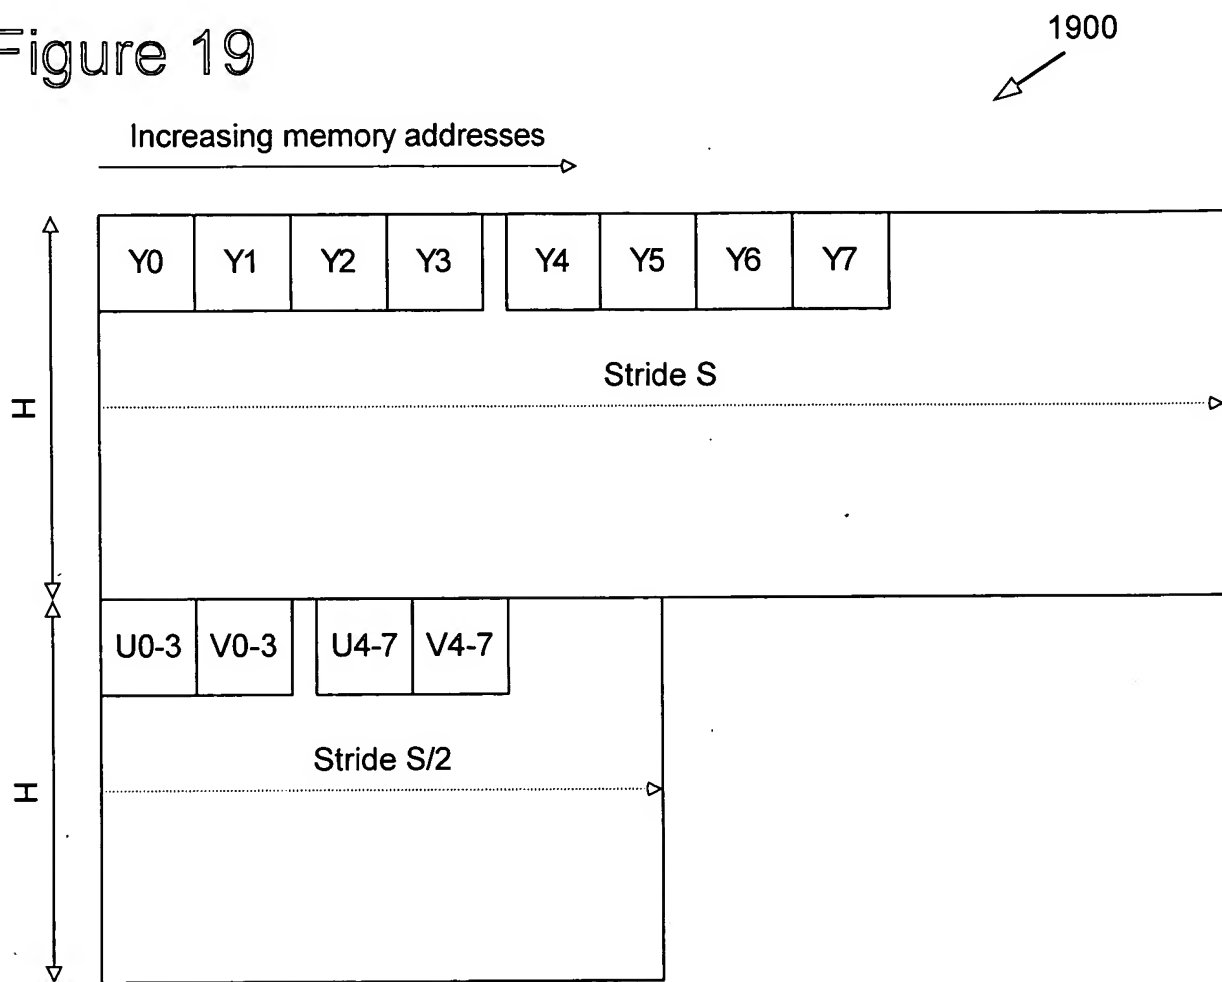 Figure 19
1900
Increasing memory addresses
Y0 Y1 Y2 Y3 Y4 Y5 Y6 Y7
Stride S
H
U0-3 V0-3 U4-7 V4-7
Stride S/2
H